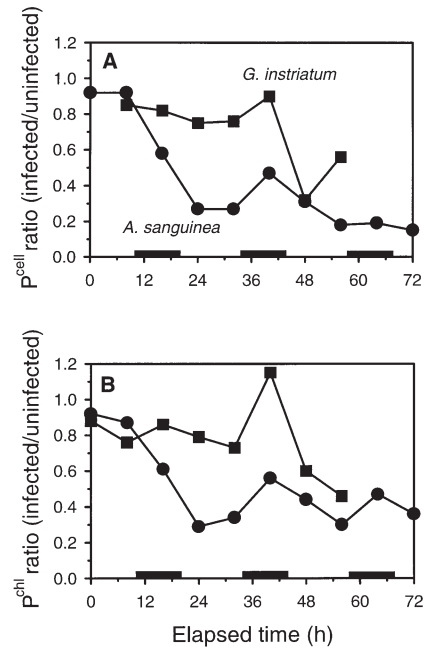 1.2
A
G. instriatum
1.0
0.8
0.6
0.4
0.2
A. sanguinea
0.0
0 12 24 36 48 60 72
Pcell ratio (infected/uninfected)
1.2
B
1.0
0.8
0.6
0.4
0.2
0.0
0 12 24 36 48 60 72
Pchl ratio (infected/uninfected)
Elapsed time (h)